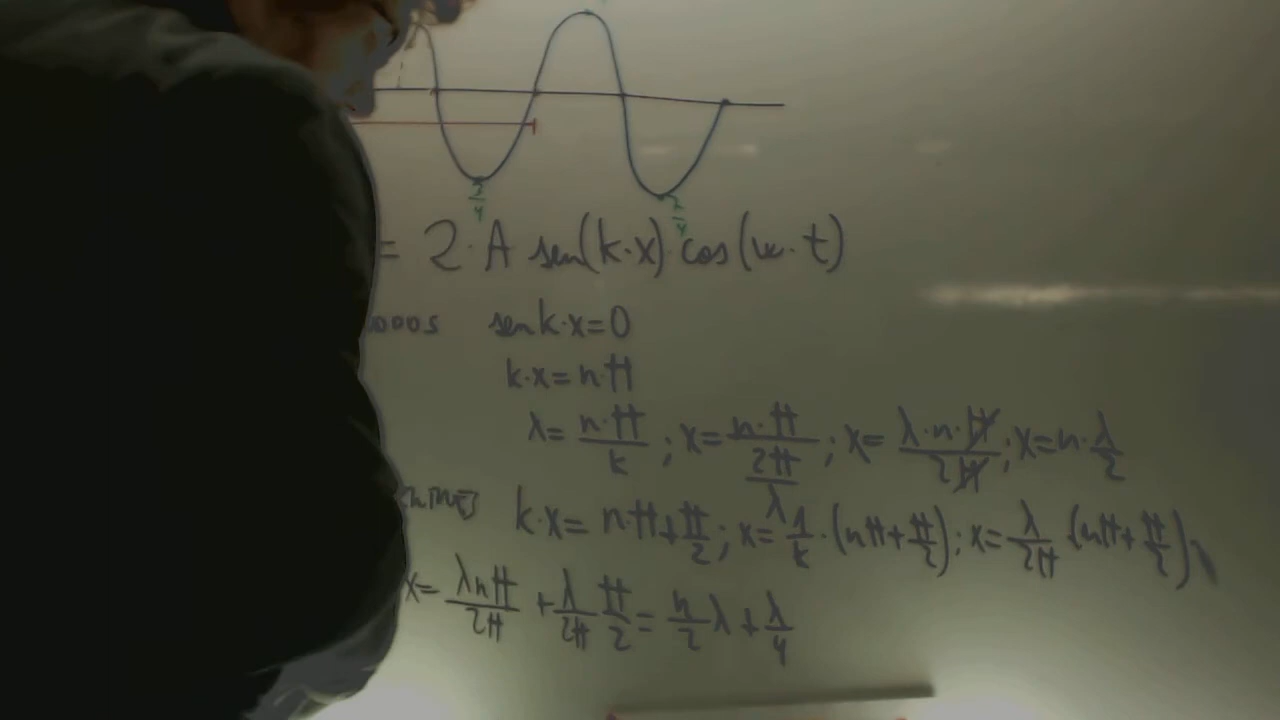 λ/4 λ/4
= 2·A sen(k·x) cos(w·t)
sen k·x=0
k·x=n·π
λ= n·π/k ; x= n·π/(2π/λ) ; x= λ·n·π/2π ; x=n·λ/2
k·x= n·π+π/2 ; x= 1/k·(nπ+π/2) ; x= λ/2π (nπ+π/2) ;
x= λnπ/2π + λ/2π π/2 = n/2 λ + λ/4